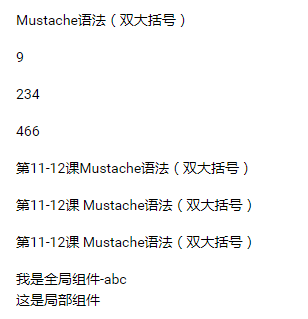 Mustache语法（双大括号）
9
234
466
第11-12课Mustache语法（双大括号）
第11-12课 Mustache语法（双大括号）
第11-12课 Mustache语法（双大括号）
我是全局组件-abc
这是局部组件